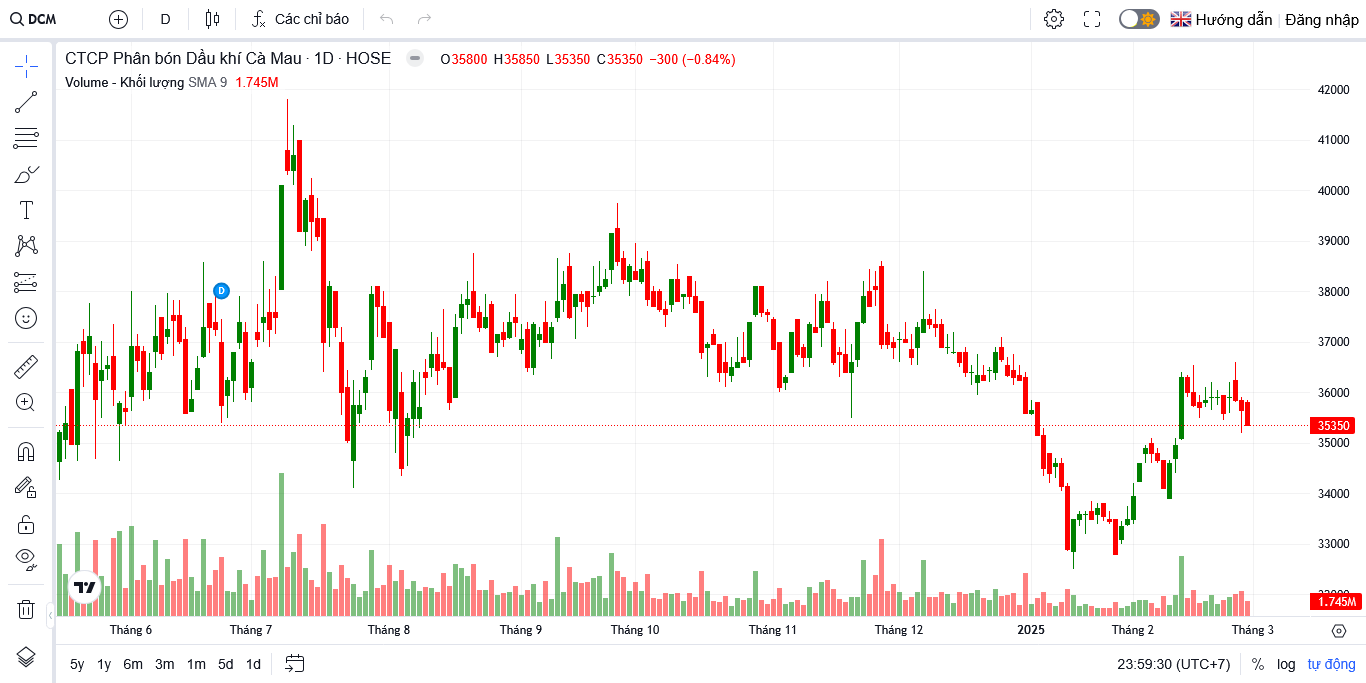 DCM D Các chỉ báo Hướng dẫn Đăng nhập
CTCP Phân bón Dầu khí Cà Mau · 1D · HOSE O35800 H35850 L35350 C35350 −300 (−0.84%)
Volume - Khối lượng SMA 9 1.745M
42000
41000
40000
39000
D
38000
37000
36000
35350
35000
34000
33000
1.745M
Tháng 6 Tháng 7 Tháng 8 Tháng 9 Tháng 10 Tháng 11 Tháng 12 2025 Tháng 2 Tháng 3
5y 1y 6m 3m 1m 5d 1d 23:59:30 (UTC+7) % log tự động